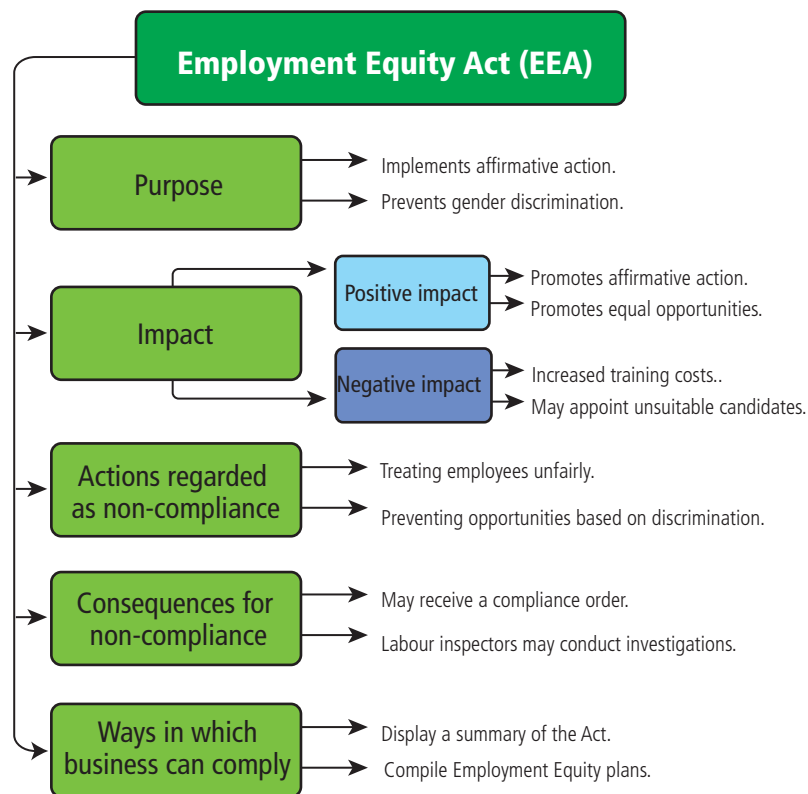 Employment Equity Act (EEA)
Purpose
Implements affirmative action.
Prevents gender discrimination.
Impact
Positive impact
Promotes affirmative action.
Promotes equal opportunities.
Negative impact
Increased training costs..
May appoint unsuitable candidates.
Actions regarded
as non-compliance
Treating employees unfairly.
Preventing opportunities based on discrimination.
Consequences for
non-compliance
May receive a compliance order.
Labour inspectors may conduct investigations.
Ways in which
business can comply
Display a summary of the Act.
Compile Employment Equity plans.